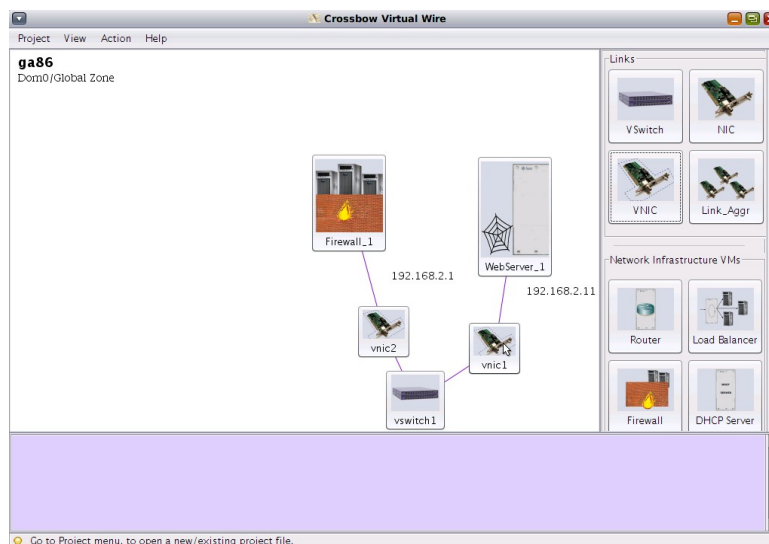 Crossbow Virtual Wire
Project View Action Help
ga86
Dom0/Global Zone
Firewall_1
WebServer_1
192.168.2.1
192.168.2.11
vnic2
vnic1
vswitch1
Links
VSwitch
NIC
VNIC
Link_Aggr
Network Infrastructure VMs
Router
Load Balancer
Firewall
DHCP Server
Go to Project menu, to open a new/existing project file.